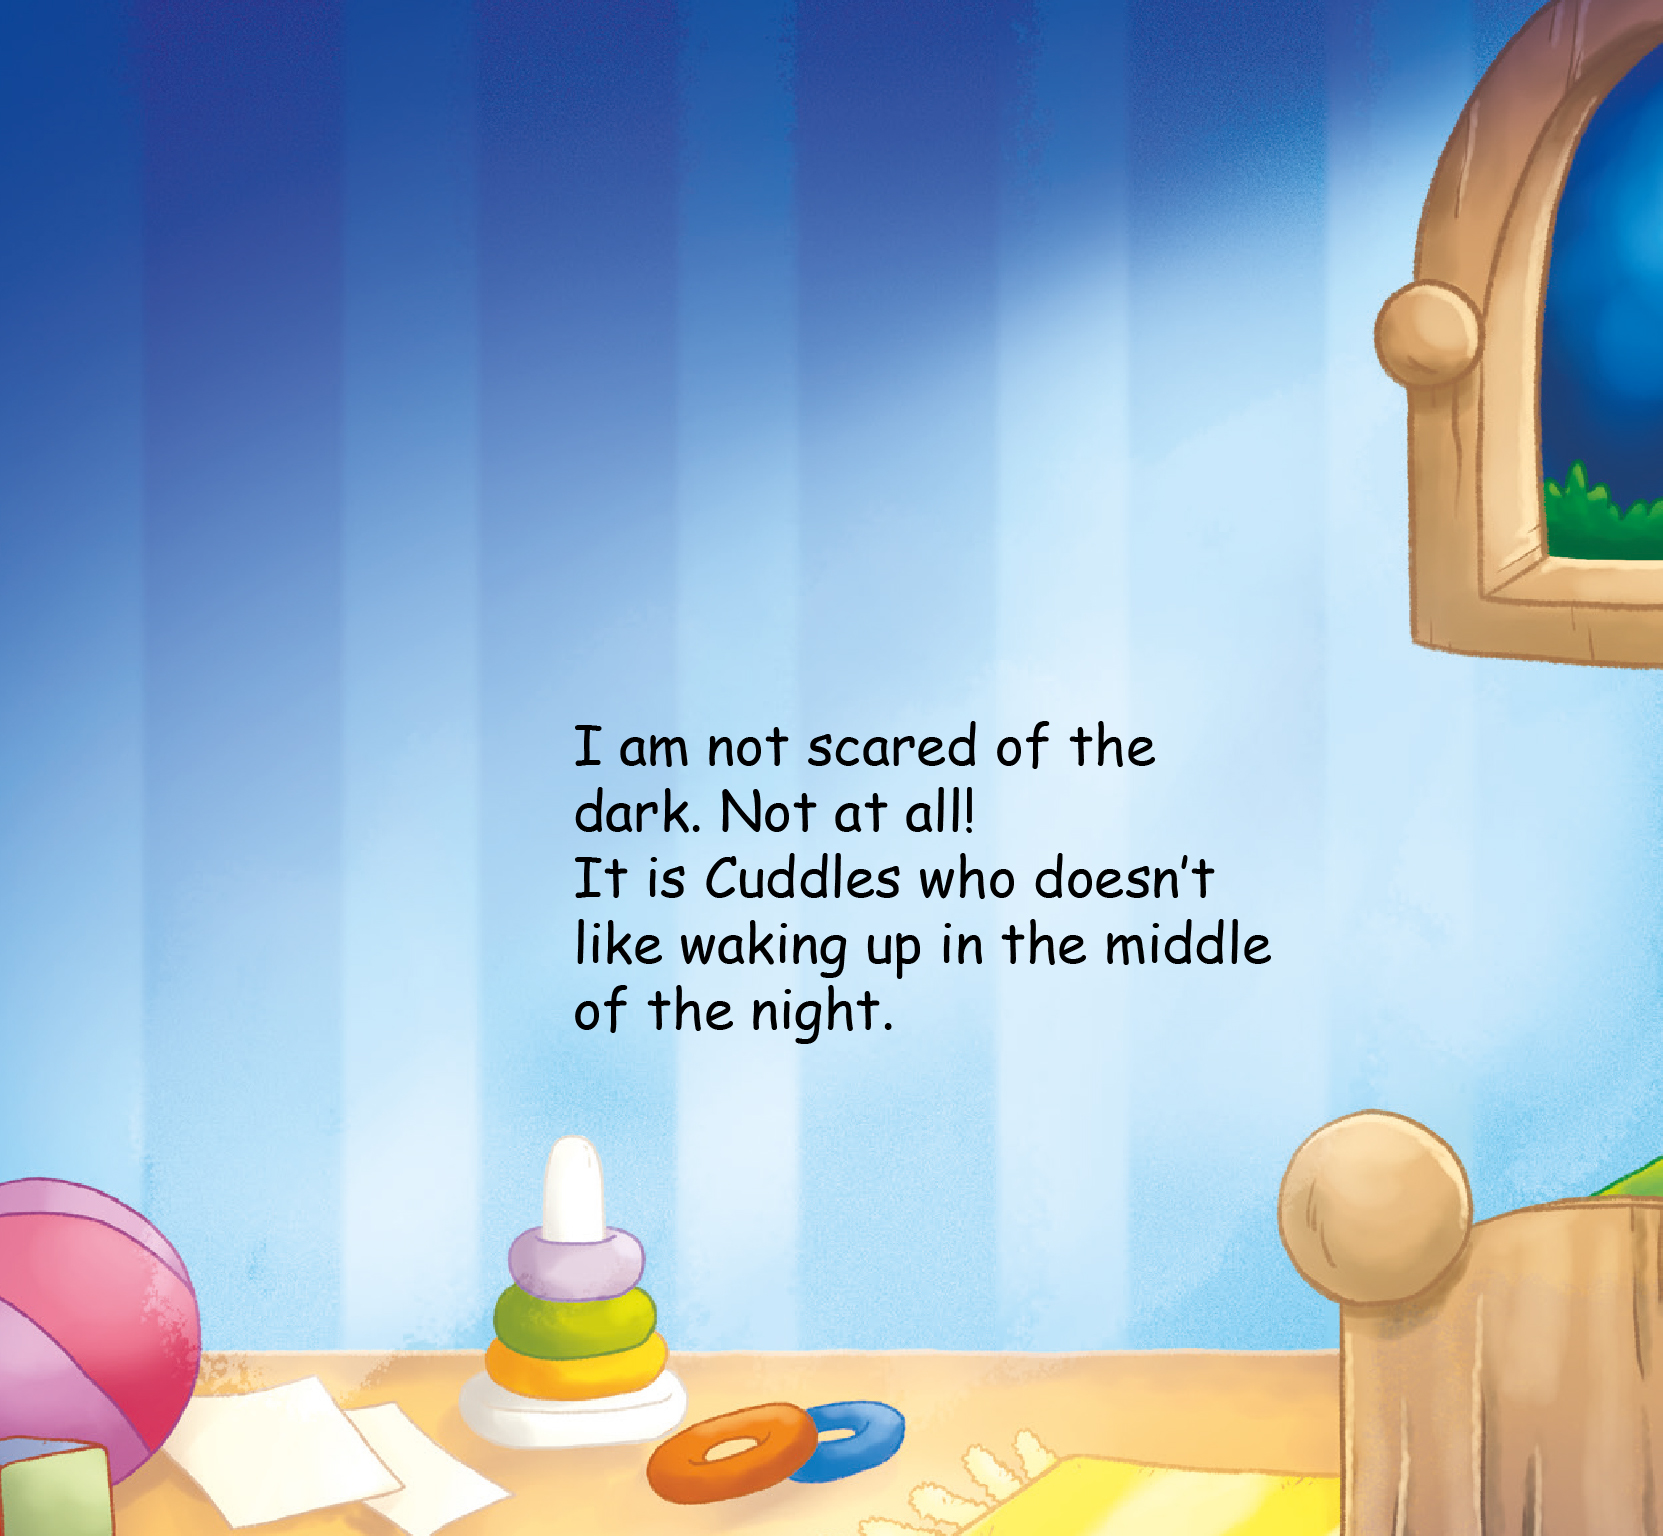 I am not scared of the
dark. Not at all!
It is Cuddles who doesn’t
like waking up in the middle
of the night.